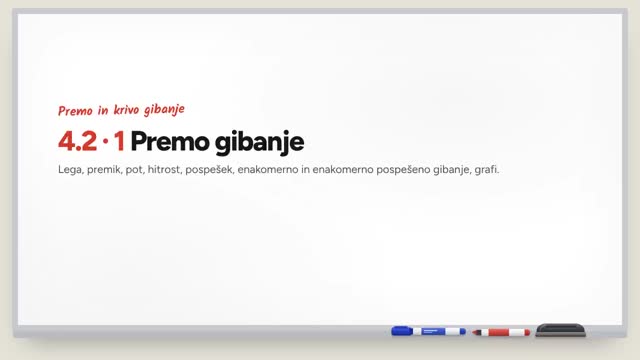 Premo in krivo gibanje
4.2 · 1 Premo gibanje
Lega, premik, pot, hitrost, pospešek, enakomerno in enakomerno pospešeno gibanje, grafi.